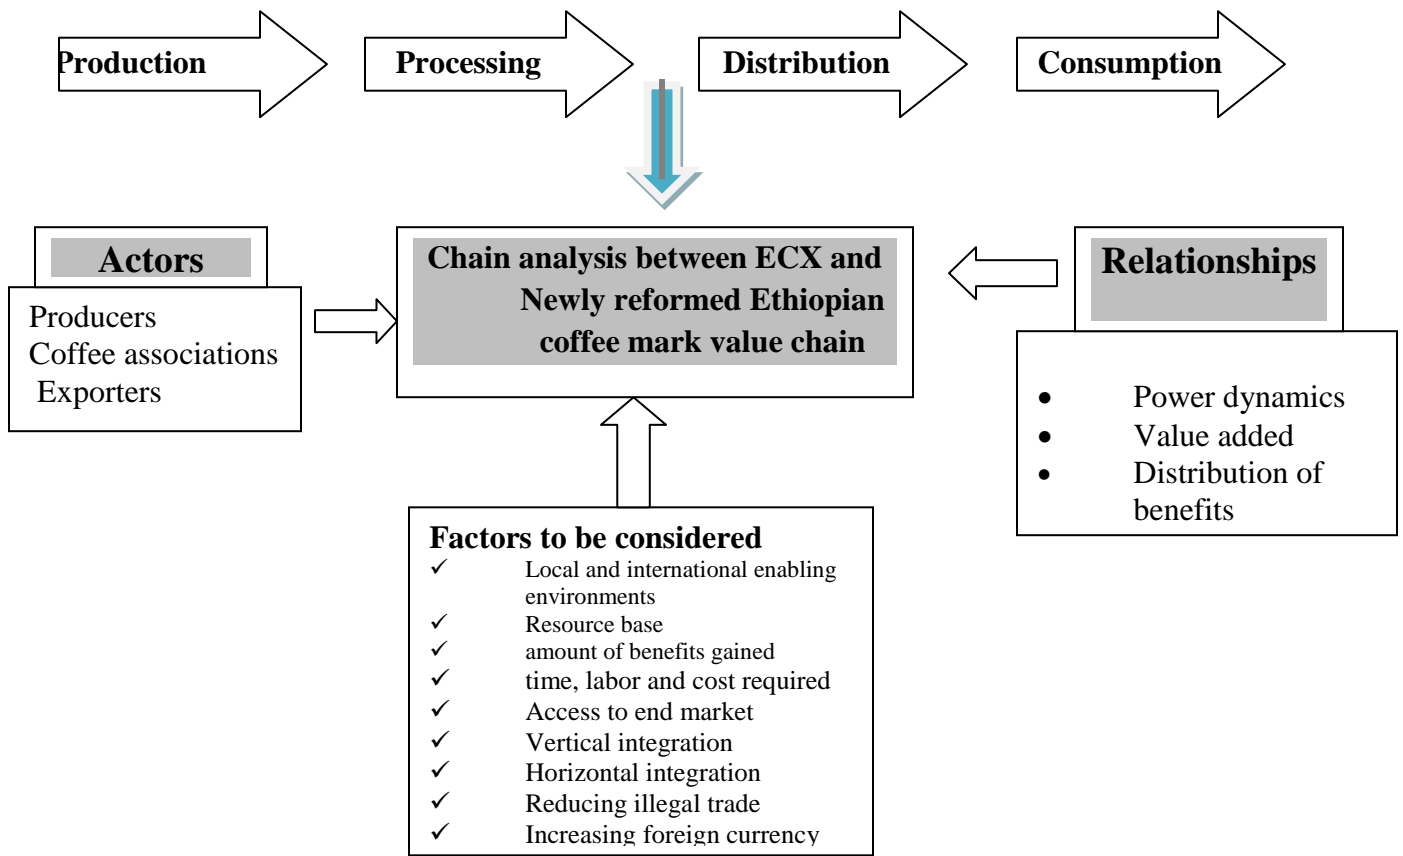 Production
Processing
Distribution
Consumption
Actors
Producers
Coffee associations
Exporters
Chain analysis between ECX and
Newly reformed Ethiopian
coffee mark value chain
Relationships
• Power dynamics
• Value added
• Distribution of
benefits
Factors to be considered
✓ Local and international enabling
environments
✓ Resource base
✓ amount of benefits gained
✓ time, labor and cost required
✓ Access to end market
✓ Vertical integration
✓ Horizontal integration
✓ Reducing illegal trade
✓ Increasing foreign currency